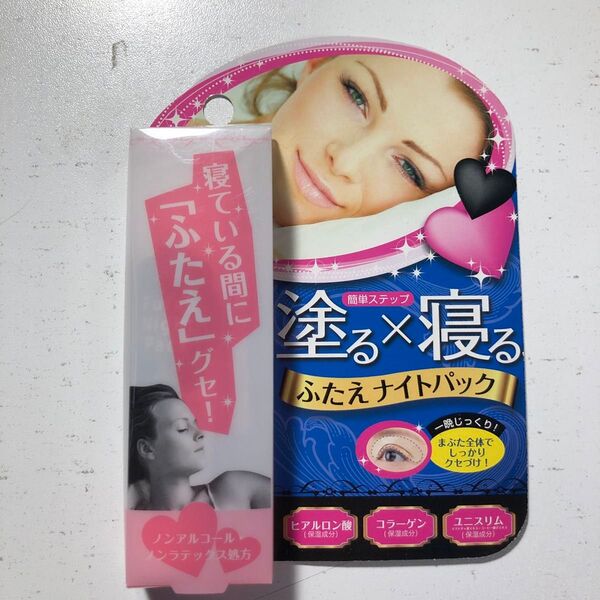 寝ている間に
「ふたえ」グセ!
ノンアルコール
ノンラテックス処方
簡単ステップ
塗る×寝る
ふたえナイトパック
一晩じっくり!
まぶた全体で
しっかり
クセづけ!
ヒアルロン酸
(保湿成分)
コラーゲン
(保湿成分)
ユニスリム